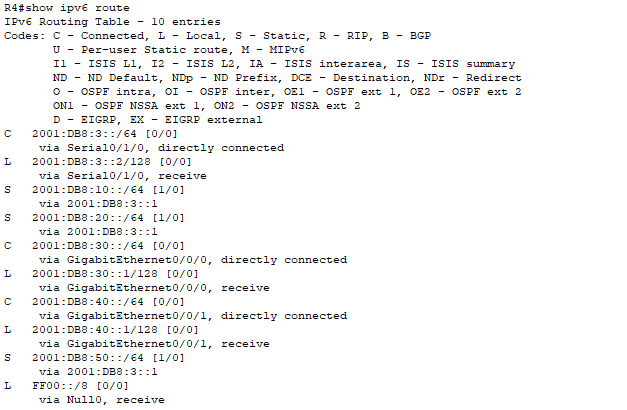 R4#show ipv6 route
IPv6 Routing Table - 10 entries
Codes: C - Connected, L - Local, S - Static, R - RIP, B - BGP
U - Per-user Static route, M - MIPv6
I1 - ISIS L1, I2 - ISIS L2, IA - ISIS interarea, IS - ISIS summary
ND - ND Default, NDp - ND Prefix, DCE - Destination, NDr - Redirect
O - OSPF intra, OI - OSPF inter, OE1 - OSPF ext 1, OE2 - OSPF ext 2
ON1 - OSPF NSSA ext 1, ON2 - OSPF NSSA ext 2
D - EIGRP, EX - EIGRP external
C 2001:DB8:3::/64 [0/0]
via Serial0/1/0, directly connected
L 2001:DB8:3::2/128 [0/0]
via Serial0/1/0, receive
S 2001:DB8:10::/64 [1/0]
via 2001:DB8:3::1
S 2001:DB8:20::/64 [1/0]
via 2001:DB8:3::1
C 2001:DB8:30::/64 [0/0]
via GigabitEthernet0/0/0, directly connected
L 2001:DB8:30::1/128 [0/0]
via GigabitEthernet0/0/0, receive
C 2001:DB8:40::/64 [0/0]
via GigabitEthernet0/0/1, directly connected
L 2001:DB8:40::1/128 [0/0]
via GigabitEthernet0/0/1, receive
S 2001:DB8:50::/64 [1/0]
via 2001:DB8:3::1
L FF00::/8 [0/0]
via Null0, receive